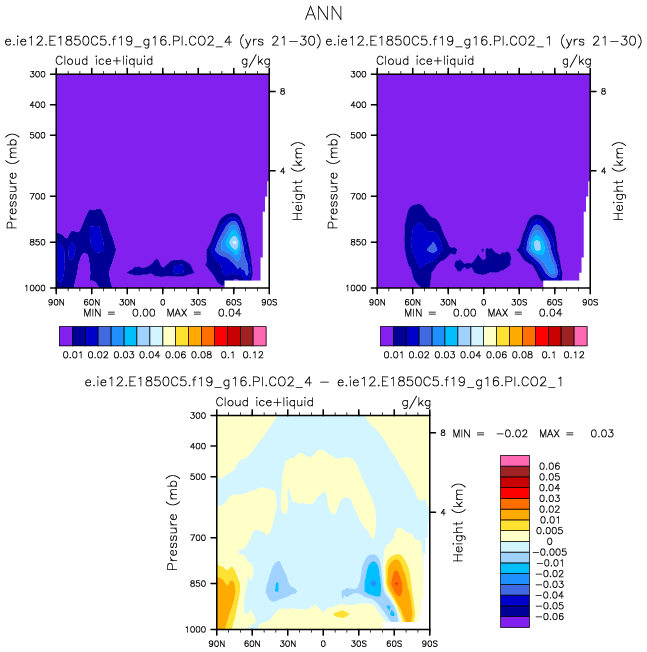 ANN
e.ie12.E1850C5.f19_g16.PI.CO2_4 (yrs 21-30) e.ie12.E1850C5.f19_g16.PI.CO2_1 (yrs 21-30)
Cloud ice+liquid g/kg Cloud ice+liquid g/kg
300 300
8 8
400 400
500 500
Pressure (mb) Height (km) Pressure (mb) Height (km)
4 4
700 700
850 850
1000 1000
90N 60N 30N 0 30S 60S 90S 90N 60N 30N 0 30S 60S 90S
MIN = 0.00 MAX = 0.04 MIN = 0.00 MAX = 0.04
0.01 0.02 0.03 0.04 0.06 0.08 0.1 0.12 0.01 0.02 0.03 0.04 0.06 0.08 0.1 0.12
e.ie12.E1850C5.f19_g16.PI.CO2_4 - e.ie12.E1850C5.f19_g16.PI.CO2_1
Cloud ice+liquid g/kg
300
8
MIN = -0.02 MAX = 0.03
400
500
Pressure (mb) Height (km)
4
700
850
1000
90N 60N 30N 0 30S 60S 90S
0.06
0.05
0.04
0.03
0.02
0.01
0.005
0
-0.005
-0.01
-0.02
-0.03
-0.04
-0.05
-0.06